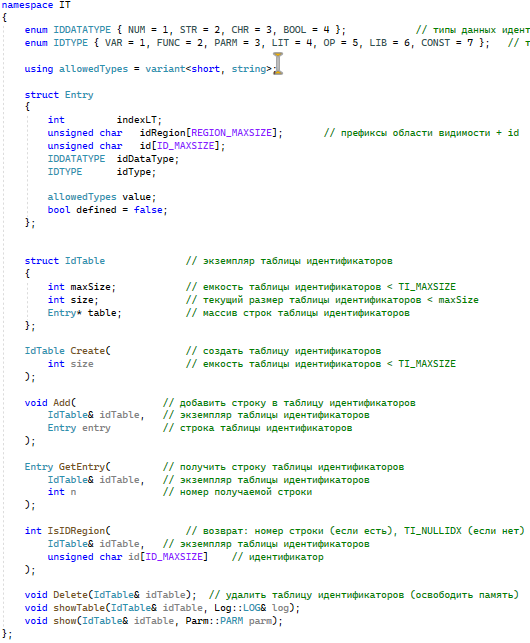 namespace IT
{
enum IDDATATYPE { NUM = 1, STR = 2, CHR = 3, BOOL = 4 }; // типы данных идент
enum IDTYPE { VAR = 1, FUNC = 2, PARM = 3, LIT = 4, OP = 5, LIB = 6, CONST = 7 }; // т
using allowedTypes = variant<short, string>;
struct Entry
{
int indexLT;
unsigned char idRegion[REGION_MAXSIZE]; // префиксы области видимости + id
unsigned char id[ID_MAXSIZE];
IDDATATYPE idDataType;
IDTYPE idType;
allowedTypes value;
bool defined = false;
};
struct IdTable // экземпляр таблицы идентификаторов
{
int maxSize; // емкость таблицы идентификаторов < TI_MAXSIZE
int size; // текущий размер таблицы идентификаторов < maxSize
Entry* table; // массив строк таблицы идентификаторов
};
IdTable Create( // создать таблицу идентификаторов
int size // емкость таблицы идентификаторов < TI_MAXSIZE
);
void Add( // добавить строку в таблицу идентификаторов
IdTable& idTable, // экземпляр таблицы идентификаторов
Entry entry // строка таблицы идентификаторов
);
Entry GetEntry( // получить строку таблицы идентификаторов
IdTable& idTable, // экземпляр таблицы идентификаторов
int n // номер получаемой строки
);
int IsIDRegion( // возврат: номер строки (если есть), TI_NULLIDX (если нет)
IdTable& idTable, // экземпляр таблицы идентификаторов
unsigned char id[ID_MAXSIZE] // идентификатор
);
void Delete(IdTable& idTable); // удалить таблицу идентификаторов (освободить память)
void showTable(IdTable& idTable, Log::LOG& log);
void show(IdTable& idTable, Parm::PARM parm);
};